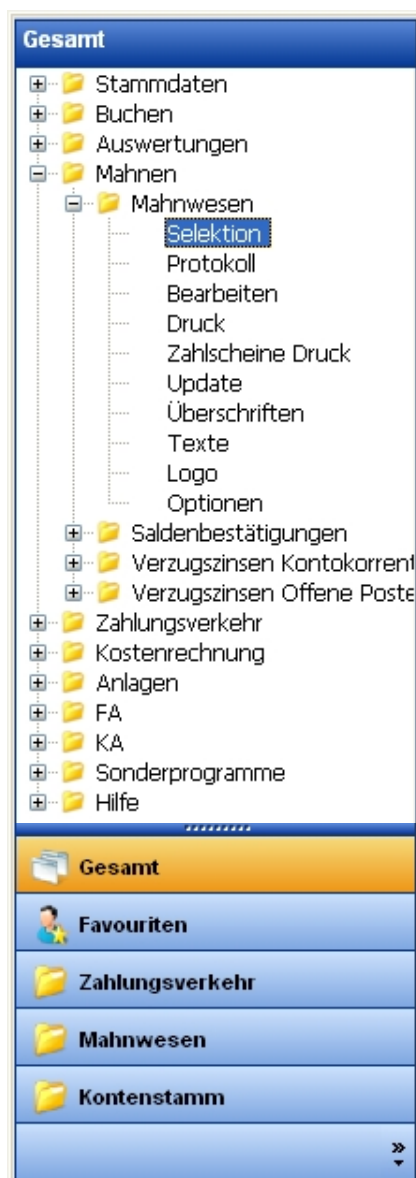 Gesamt
Stammdaten
Buchen
Auswertungen
Mahnen
Mahnwesen
Selektion
Protokoll
Bearbeiten
Druck
Zahlscheine Druck
Update
Überschriften
Texte
Logo
Optionen
Saldenbestätigungen
Verzugszinsen Kontokorrent
Verzugszinsen Offene Poste
Zahlungsverkehr
Kostenrechnung
Anlagen
FA
KA
Sonderprogramme
Hilfe
Gesamt
Favouriten
Zahlungsverkehr
Mahnwesen
Kontenstamm